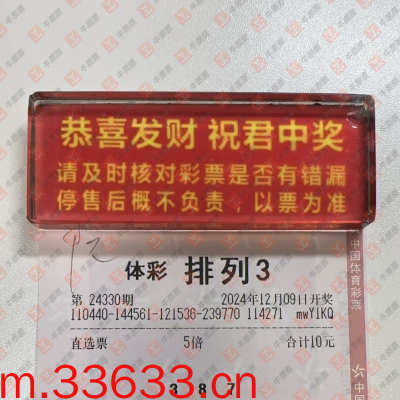 恭喜发财 祝君中奖
请及时核对彩票是否有错漏
停售后概不负责，以票为准
体彩 排列3
第 24330期 2024年12月09日开奖
110440-144561-121536-239770 114271 mwYlKQ
直选票 5倍 合计10元
3 8 7
m.33633.cn
中国体育彩票